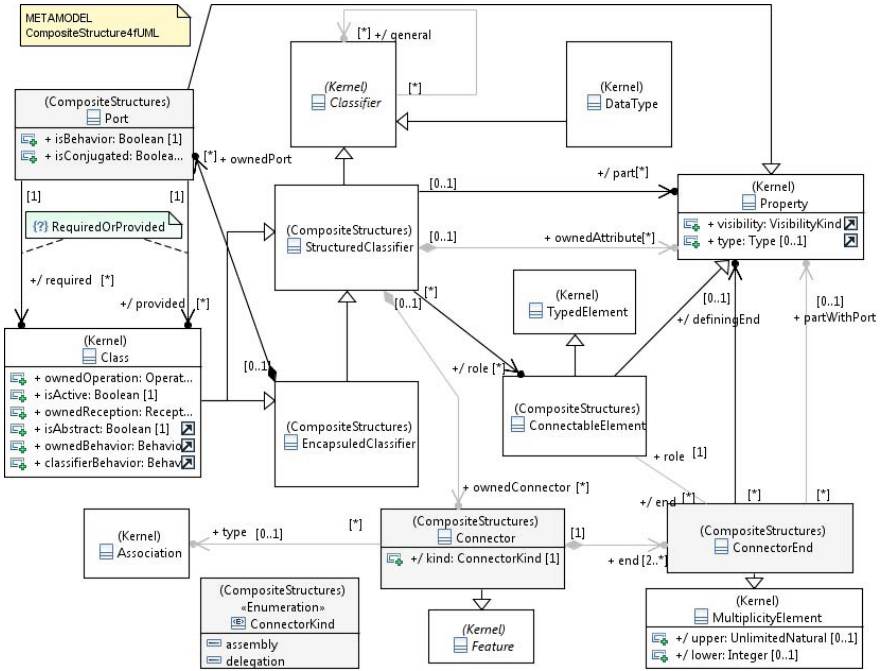 METAMODEL
CompositeStructure4fUML
[*] +/ general
[*]
(Kernel)
Classifier
(Kernel)
DataType
(CompositeStructures)
Port
+ isBehavior: Boolean [1]
+ isConjugated: Boolea...
[*] + ownedPort
[1]
[1]
{?} RequiredOrProvided
+/ required [*]
+/ provided [*]
(CompositeStructures)
StructuredClassifier
[0..1]
+/ part[*]
[0..1]
+ ownedAttribute[*]
(Kernel)
Property
+ visibility: VisibilityKind
+ type: Type [0..1]
(Kernel)
TypedElement
[0..1]
[*]
[0..1]
+/ definingEnd
[0..1]
+ partWithPort
(Kernel)
Class
+ ownedOperation: Operat...
+ isActive: Boolean [1]
+ ownedReception: Recept...
+ isAbstract: Boolean [1]
+ ownedBehavior: Behavio
+ classifierBehavior: Behav
[0..1]
+/ role [*]
(CompositeStructures)
EncapsuledClassifier
(CompositeStructures)
ConnectableElement
+ role [1]
+ ownedConnector [*]
+/ end [*]
[*]
[*]
(Kernel)
Association
+ type [0..1]
[*]
(CompositeStructures)
Connector
+/ kind: ConnectorKind [1]
[1]
+ end [2..*]
(CompositeStructures)
ConnectorEnd
(CompositeStructures)
«Enumeration»
ConnectorKind
assembly
delegation
(Kernel)
Feature
(Kernel)
MultiplicityElement
+/ upper: UnlimitedNatural [0..1]
+/ lower: Integer [0..1]